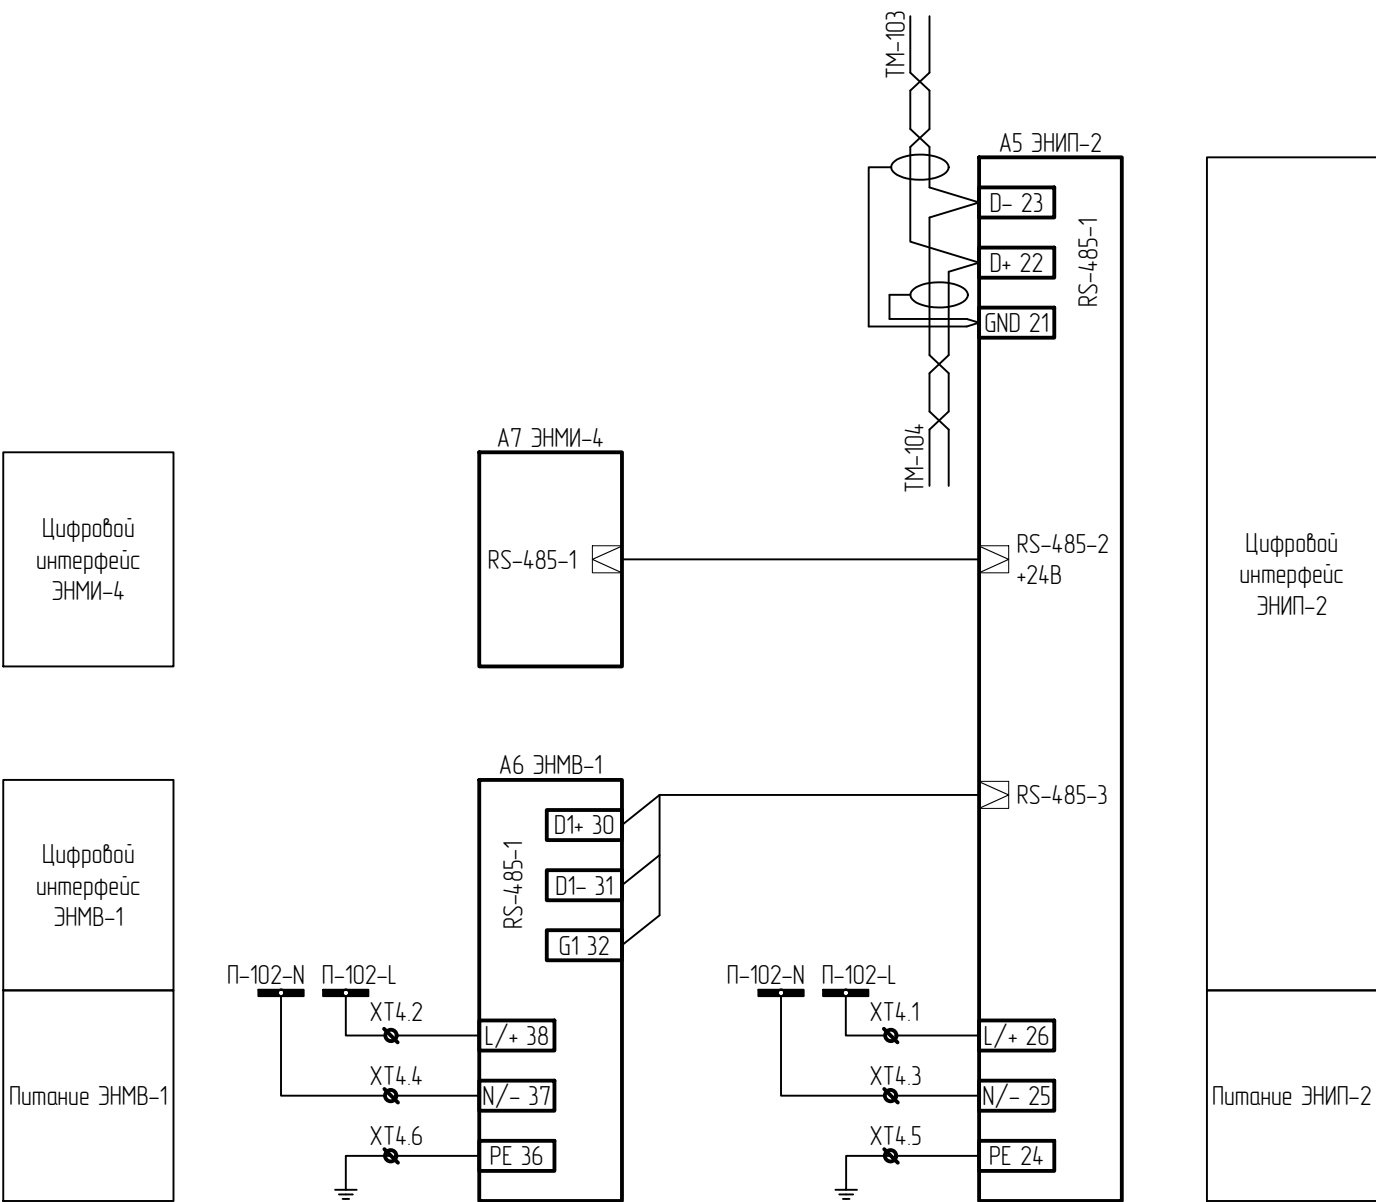 ТМ-103
А5 ЭНИП-2
D- 23
D+ 22
GND 21
RS-485-1
ТМ-104
А7 ЭНМИ-4
RS-485-1
RS-485-2
+24В
Цифровой
интерфейс
ЭНМИ-4
Цифровой
интерфейс
ЭНИП-2
А6 ЭНМВ-1
D1+ 30
D1- 31
G1 32
RS-485-1
RS-485-3
Цифровой
интерфейс
ЭНМВ-1
П-102-N
П-102-L
XT4.2
L/+ 38
XT4.4
N/- 37
XT4.6
PE 36
Питание ЭНМВ-1
П-102-N
П-102-L
XT4.1
L/+ 26
XT4.3
N/- 25
XT4.5
PE 24
Питание ЭНИП-2